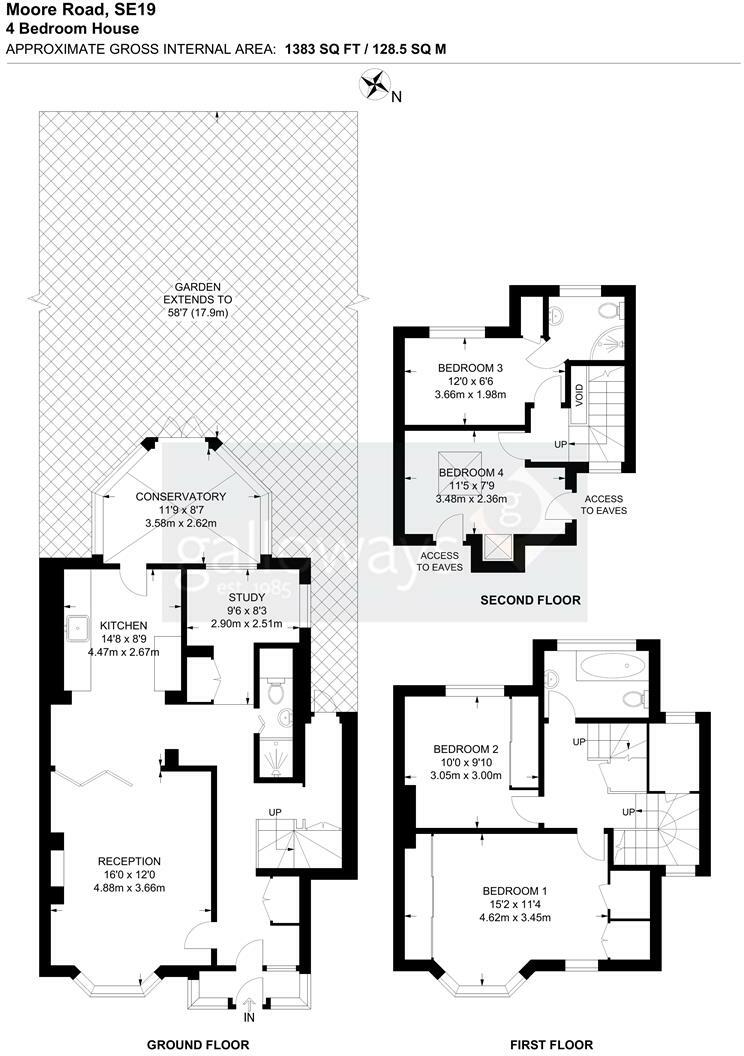 Moore Road, SE19
4 Bedroom House
APPROXIMATE GROSS INTERNAL AREA: 1383 SQ FT / 128.5 SQ M
N
GARDEN
EXTENDS TO
58'7 (17.9m)
CONSERVATORY
11'9 x 8'7
3.58m x 2.62m
KITCHEN
14'8 x 8'9
4.47m x 2.67m
STUDY
9'6 x 8'3
2.90m x 2.51m
UP
RECEPTION
16'0 x 12'0
4.88m x 3.66m
IN
GROUND FLOOR
BEDROOM 3
12'0 x 6'6
3.66m x 1.98m
VOID
UP
BEDROOM 4
11'5 x 7'9
3.48m x 2.36m
ACCESS
TO EAVES
ACCESS
TO EAVES
SECOND FLOOR
galloways
est. 1985
g
BEDROOM 2
10'0 x 9'10
3.05m x 3.00m
UP
UP
BEDROOM 1
15'2 x 11'4
4.62m x 3.45m
FIRST FLOOR